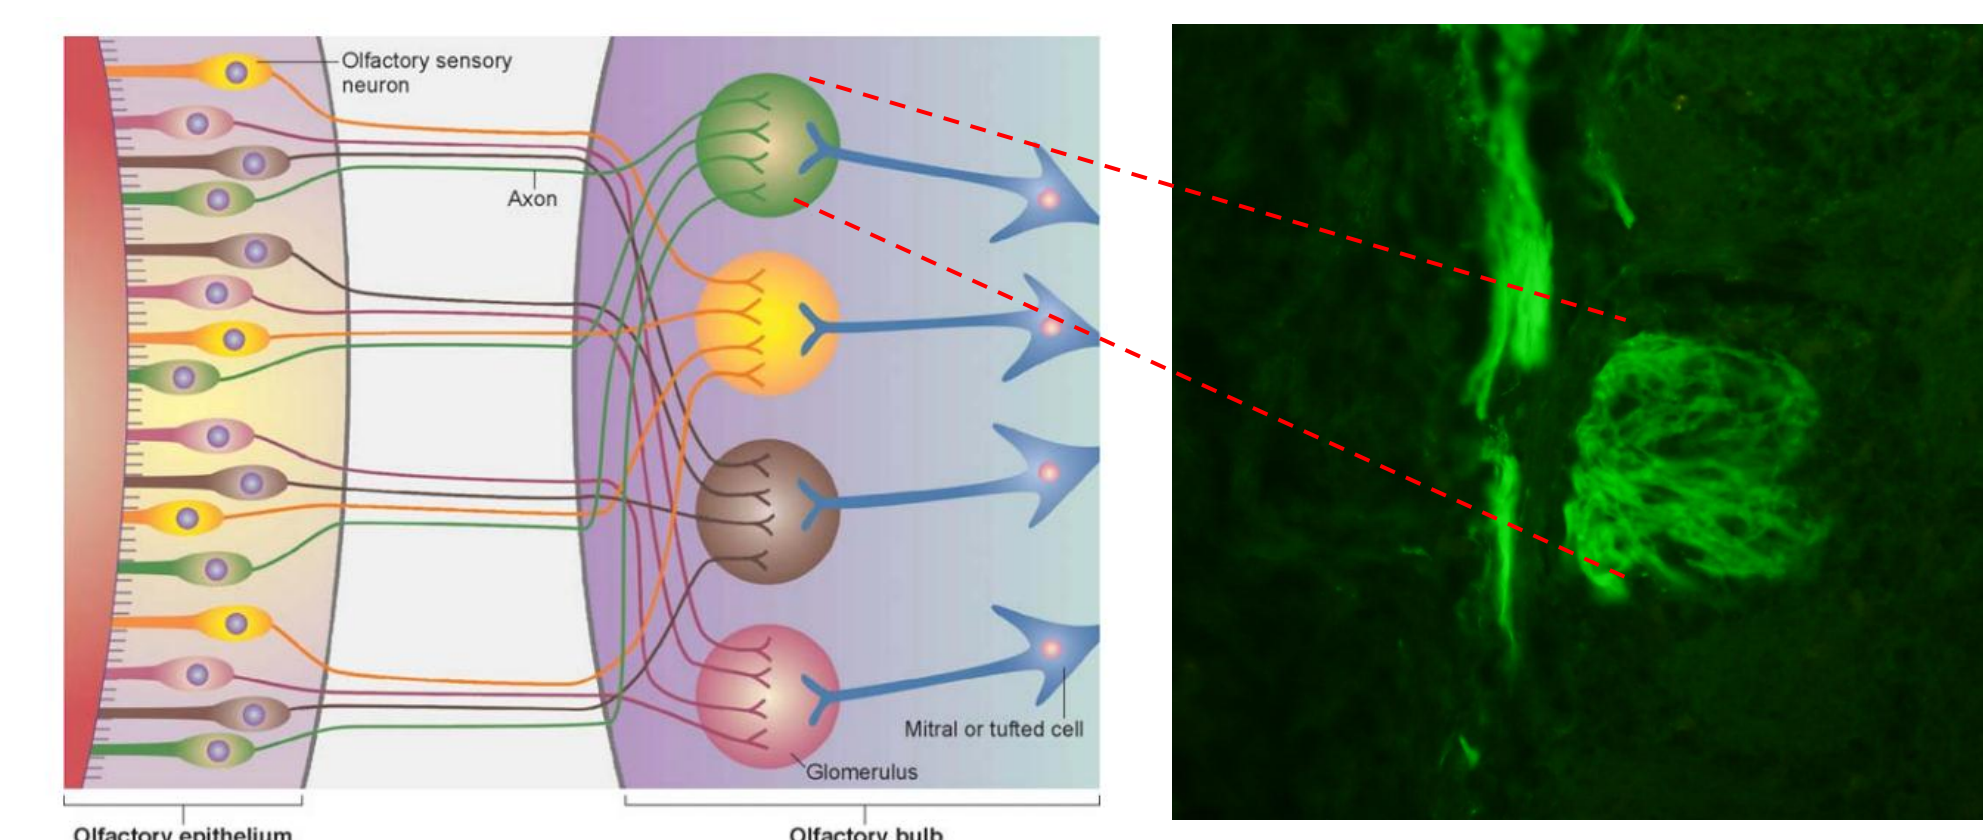 Olfactory sensory
neuron
Axon
Mitral or tufted cell
Glomerulus
Olfactory epithelium
Olfactory bulb